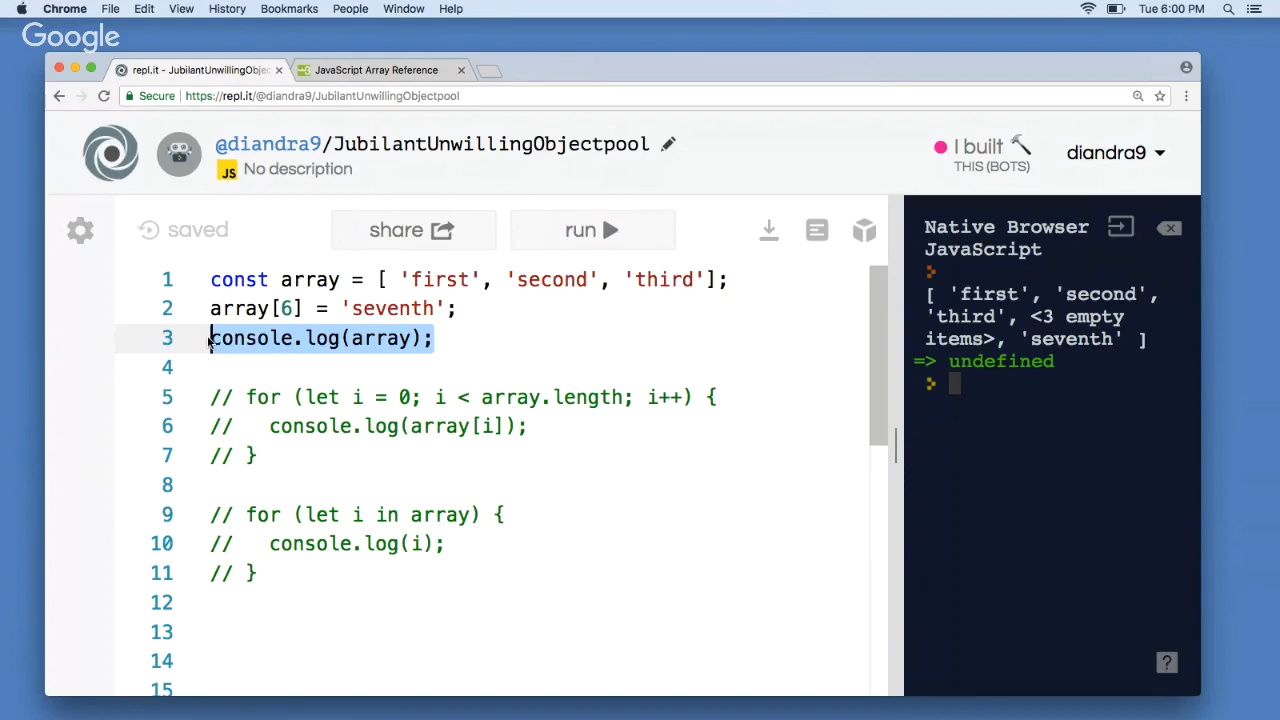 Chrome File Edit View History Bookmarks People Window Help Tue 6:00 PM
Google
repl.it - JubilantUnwillingObjec × JavaScript Array Reference ×
Secure https://repl.it/@diandra9/JubilantUnwillingObjectpool
@diandra9/JubilantUnwillingObjectpool
JS No description
I built
THIS (BOTS)
diandra9
saved share run
1 const array = [ 'first', 'second', 'third'];
2 array[6] = 'seventh';
3 console.log(array);
4
5 // for (let i = 0; i < array.length; i++) {
6 //   console.log(array[i]);
7 // }
8
9 // for (let i in array) {
10 //   console.log(i);
11 // }
12
13
14
15
Native Browser
JavaScript
[ 'first', 'second',
'third', <3 empty
items>, 'seventh' ]
=> undefined
?